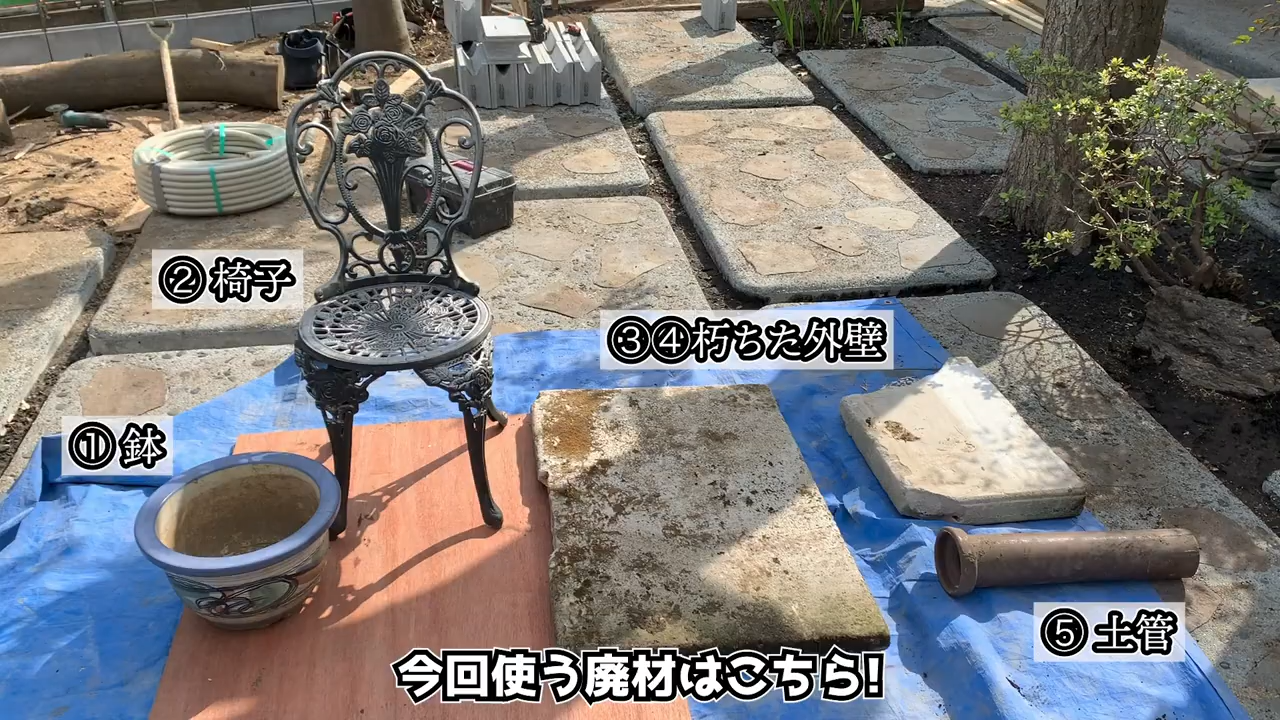 ②椅子
③④朽ちた外壁
①鉢
⑤土管
今回使う廃材はこちら!